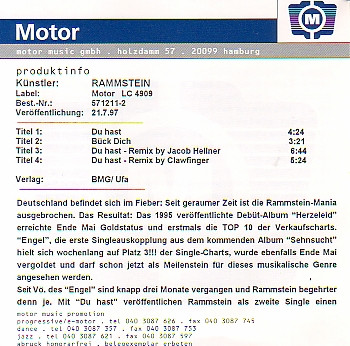 Motor
M
motor music gmbh . holzdamm 57 . 20099 hamburg
produktinfo
Künstler: RAMMSTEIN
Label: Motor LC 4909
Best.-Nr.: 571211-2
Veröffentlichung: 21.7.97
Titel 1: Du hast 4:24
Titel 2: Bück Dich 3:21
Titel 3: Du hast - Remix by Jacob Hellner 6:44
Titel 4: Du hast - Remix by Clawfinger 5:24
Verlag: BMG/ Ufa
Deutschland befindet sich im Fieber: Seit geraumer Zeit ist die Rammstein-Mania
ausgebrochen. Das Resultat: Das 1995 veröffentlichte Debüt-Album "Herzeleid"
erreichte Ende Mai Goldstatus und erstmals die TOP 10 der Verkaufscharts.
"Engel", die erste Singleauskopplung aus dem kommenden Album "Sehnsucht"
hielt sich wochenlang auf Platz 3!!! der Single-Charts, wurde ebenfalls Ende Mai
vergoldet und darf schon jetzt als Meilenstein für dieses musikalische Genre
angesehen werden.
Seit Vö. des "Engel" sind knapp drei Monate vergangen und Rammstein begehrter
denn je. Mit "Du hast" veröffentlichen Rammstein als zweite Single einen
motor music promotion
progressive/e-motor . tel 040 3087 626 . fax 040 3087 745
dance . tel 040 3087 357 . fax 040 3087 753
jazz . tel 040 3087 621 . fax 040 3087 597
abruck honorarfrei . belegexemplar erbeten